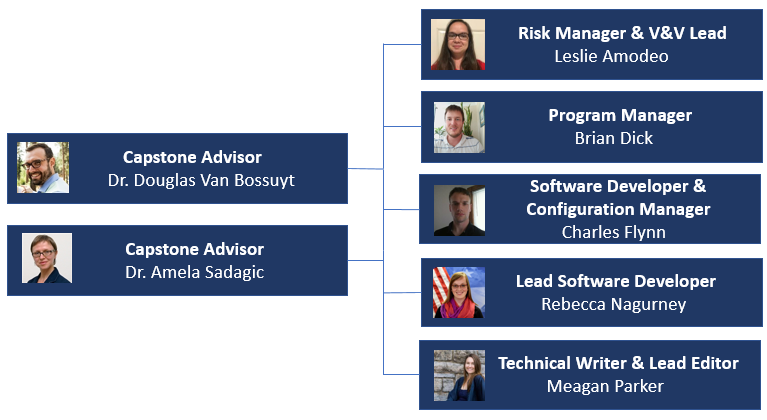 Capstone Advisor
Dr. Douglas Van Bossuyt
Capstone Advisor
Dr. Amela Sadagic
Risk Manager & V&V Lead
Leslie Amodeo
Program Manager
Brian Dick
Software Developer &
Configuration Manager
Charles Flynn
Lead Software Developer
Rebecca Nagurney
Technical Writer & Lead Editor
Meagan Parker